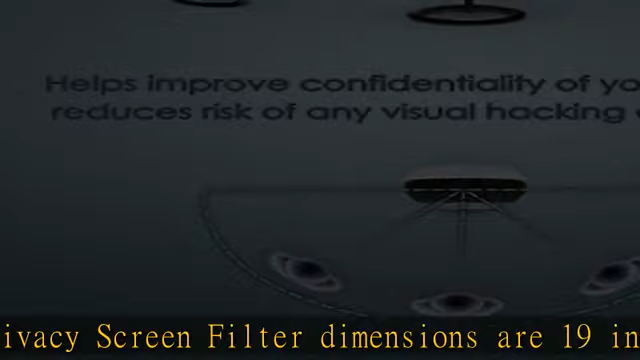 Helps improve confidentiality of yo
reduces risk of any visual hacking
ivacy Screen Filter dimensions are 19 in